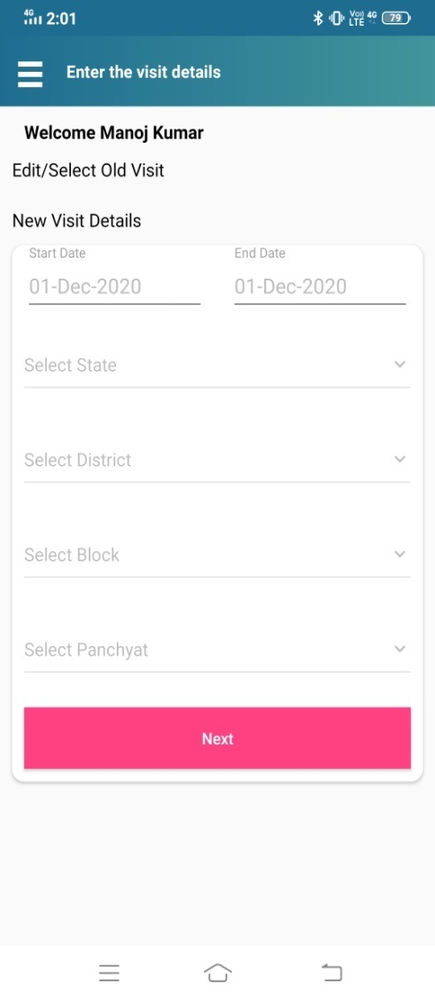 4G 2:01 Vo) LTE 4G 79
Enter the visit details
Welcome Manoj Kumar
Edit/Select Old Visit
New Visit Details
Start Date End Date
01-Dec-2020 01-Dec-2020
Select State
Select District
Select Block
Select Panchyat
Next